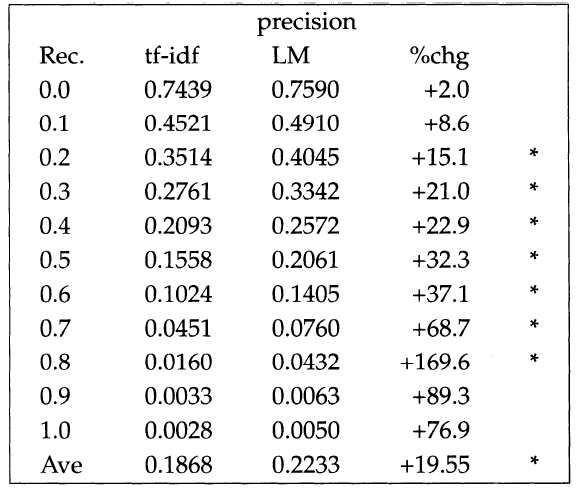 precision
Rec. tf-idf LM %chg
0.0 0.7439 0.7590 +2.0
0.1 0.4521 0.4910 +8.6
0.2 0.3514 0.4045 +15.1 *
0.3 0.2761 0.3342 +21.0 *
0.4 0.2093 0.2572 +22.9 *
0.5 0.1558 0.2061 +32.3 *
0.6 0.1024 0.1405 +37.1 *
0.7 0.0451 0.0760 +68.7 *
0.8 0.0160 0.0432 +169.6 *
0.9 0.0033 0.0063 +89.3
1.0 0.0028 0.0050 +76.9
Ave 0.1868 0.2233 +19.55 *